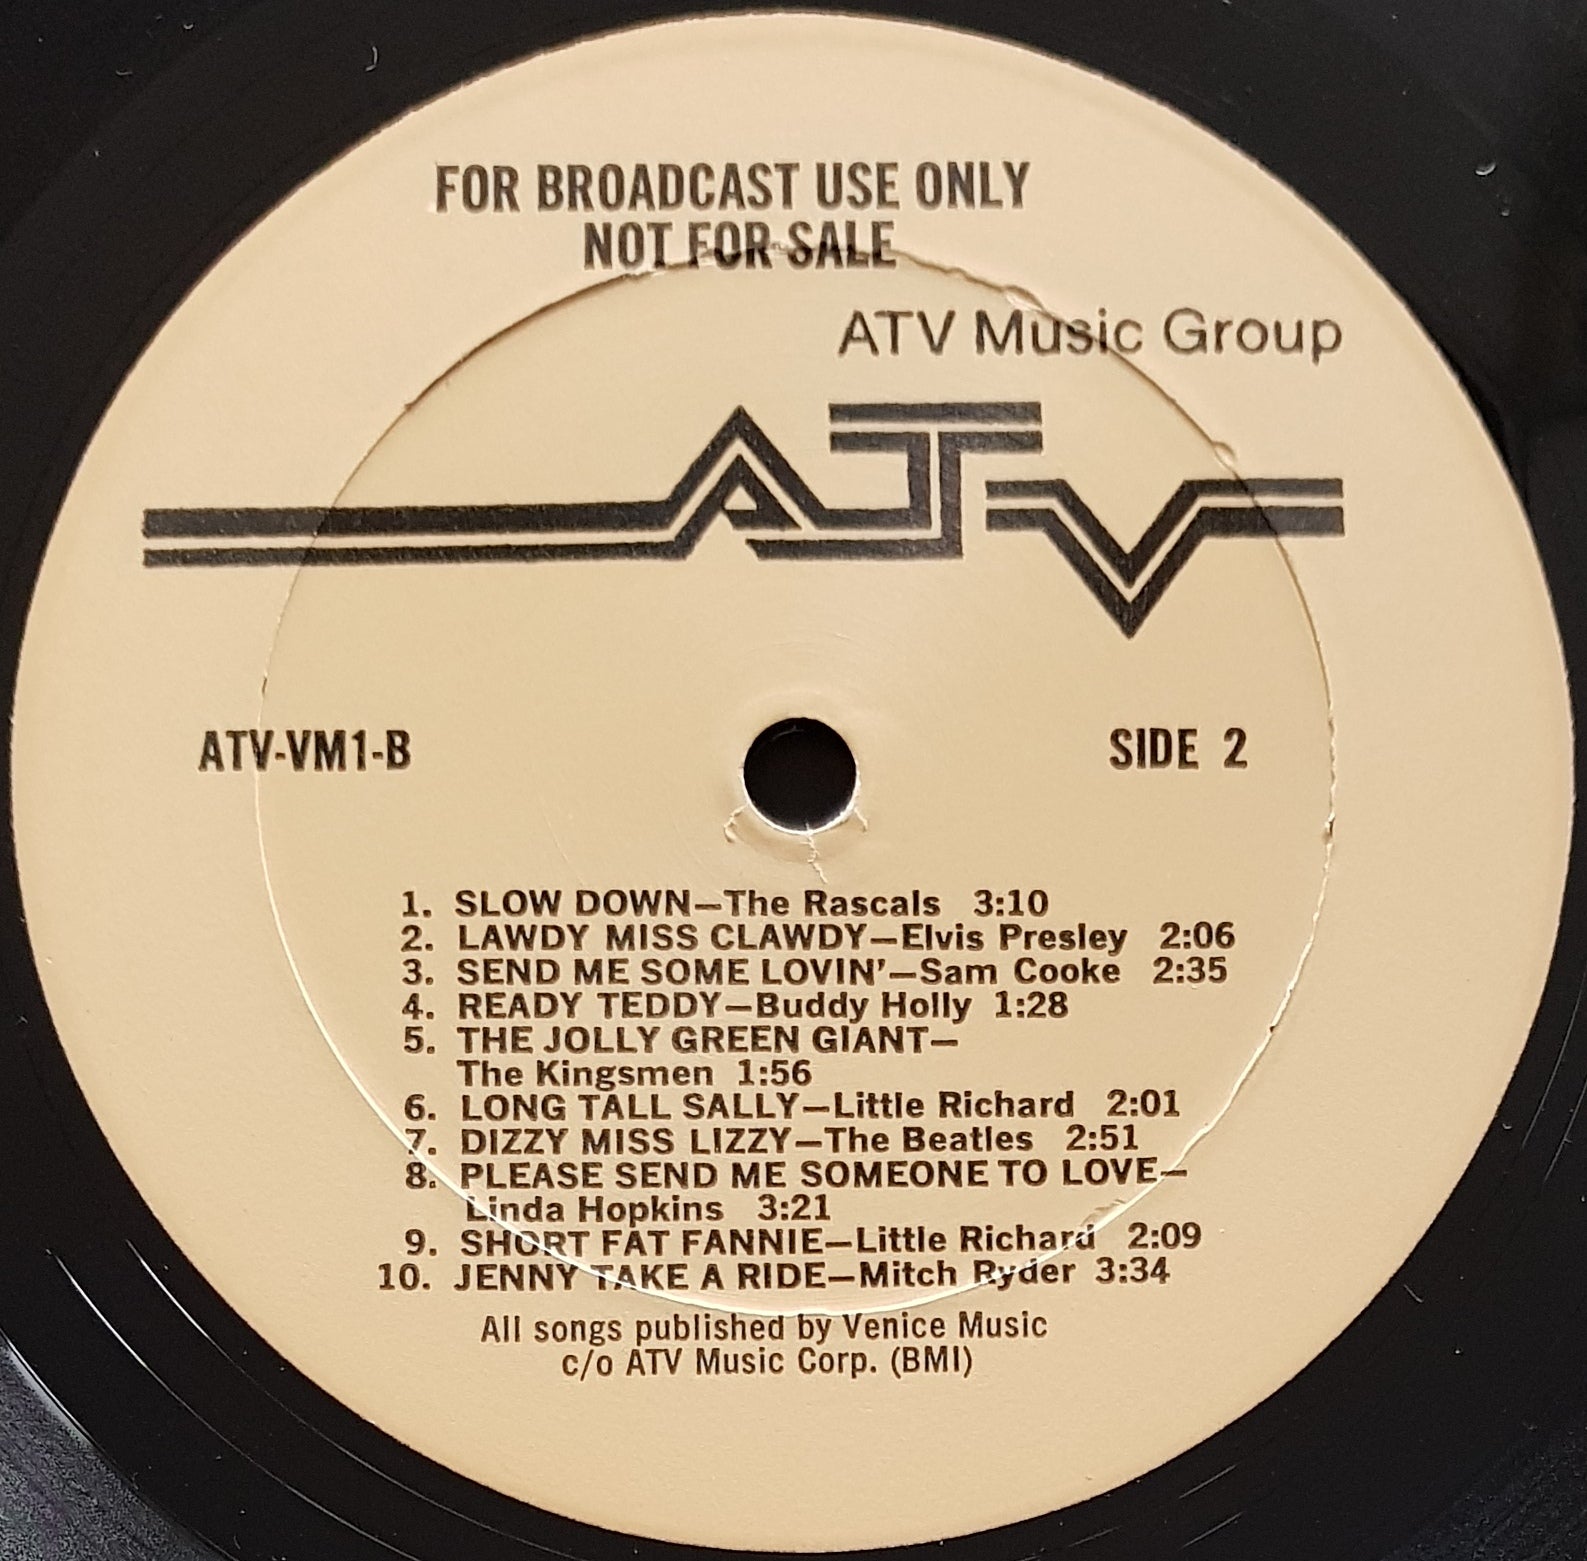 FOR BROADCAST USE ONLY
NOT FOR SALE
ATV Music Group
ATV
ATV-VM1-B
SIDE 2
1. SLOW DOWN—The Rascals 3:10
2. LAWDY MISS CLAWDY—Elvis Presley 2:06
3. SEND ME SOME LOVIN'—Sam Cooke 2:35
4. READY TEDDY—Buddy Holly 1:28
5. THE JOLLY GREEN GIANT—
The Kingsmen 1:56
6. LONG TALL SALLY—Little Richard 2:01
7. DIZZY MISS LIZZY—The Beatles 2:51
8. PLEASE SEND ME SOMEONE TO LOVE—
Linda Hopkins 3:21
9. SHORT FAT FANNIE—Little Richard 2:09
10. JENNY TAKE A RIDE—Mitch Ryder 3:34
All songs published by Venice Music
c/o ATV Music Corp. (BMI)